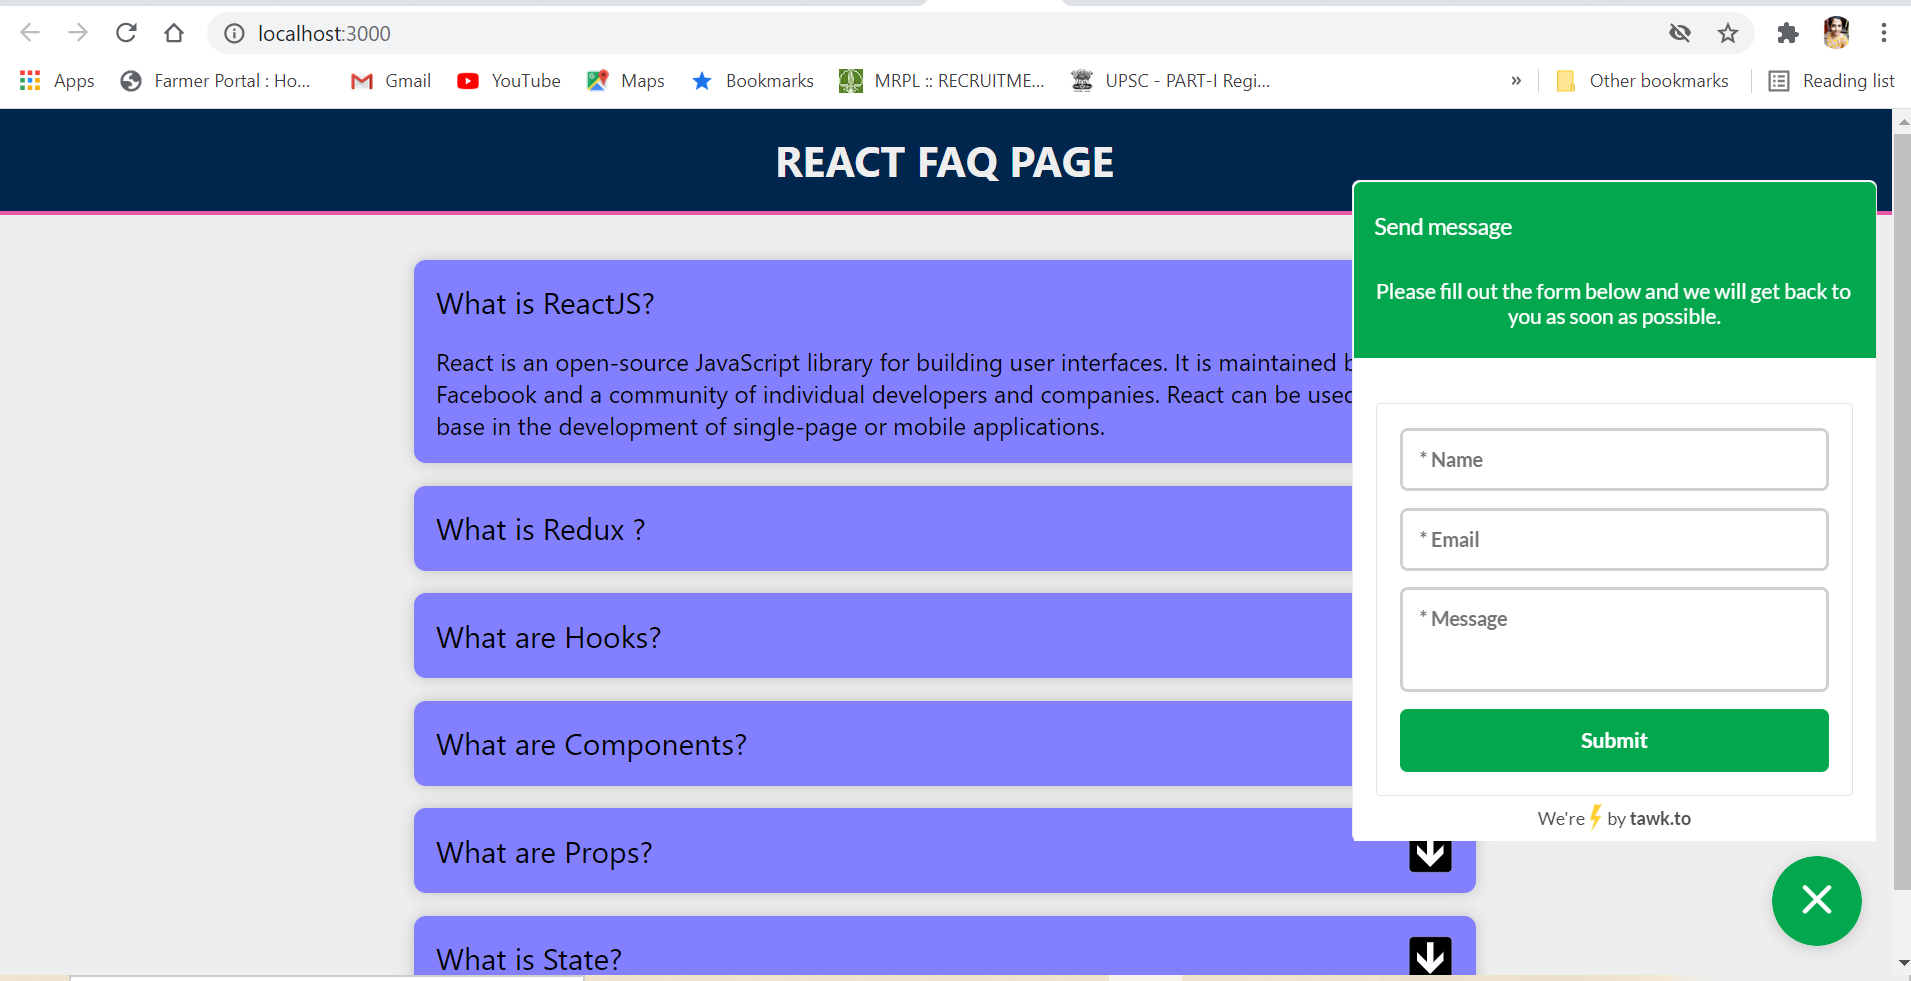 localhost:3000
Apps
Farmer Portal : Ho...
Gmail
YouTube
Maps
Bookmarks
MRPL :: RECRUITME...
UPSC - PART-I Regi...
»
Other bookmarks
Reading list
REACT FAQ PAGE
What is ReactJS?
React is an open-source JavaScript library for building user interfaces. It is maintained
Facebook and a community of individual developers and companies. React can be used
base in the development of single-page or mobile applications.
What is Redux ?
What are Hooks?
What are Components?
What are Props?
What is State?
Send message
Please fill out the form below and we will get back to
you as soon as possible.
* Name
* Email
* Message
Submit
We're by tawk.to